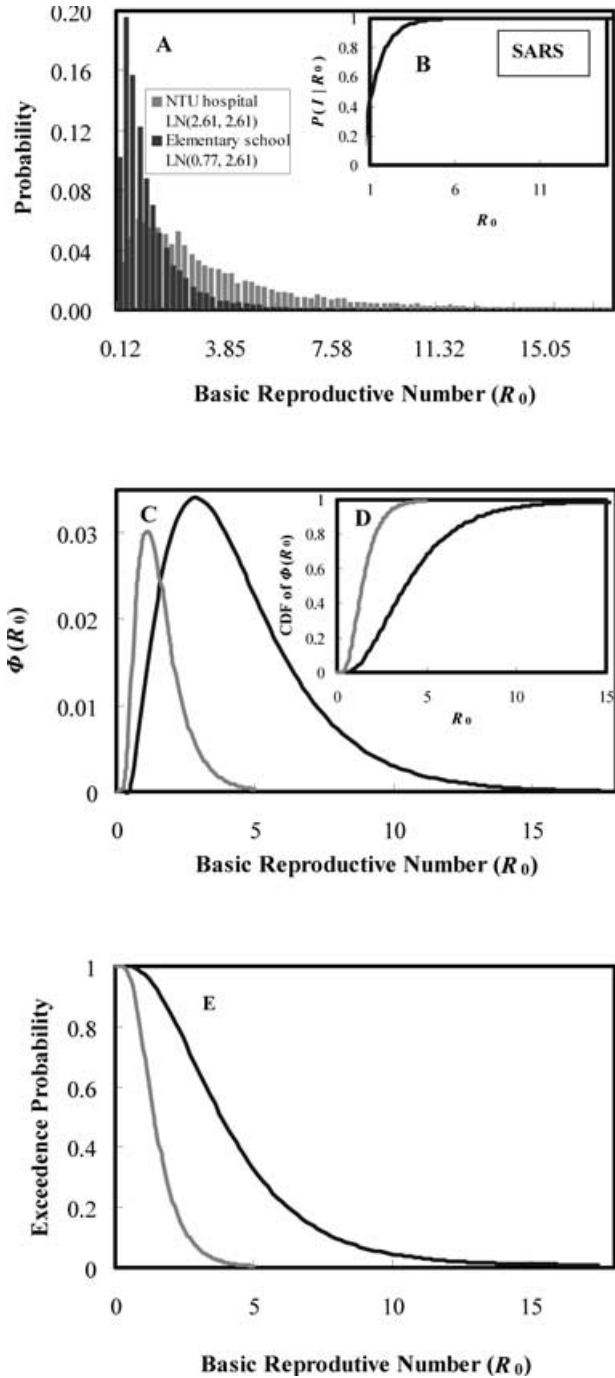 0.20
A
0.16
NTU hospital
LN(2.61, 2.61)
Elementary school
LN(0.77, 2.61)
0.12
0.08
0.04
0.00
Probability
0.12 3.85 7.58 11.32 15.05
Basic Reproductive Number (R0)
1
0.8
0.6
0.4
0.2
0
P(I | R0)
B
SARS
1 6 11
R0
C
0.03
0.02
0.01
0
Φ(R0)
0 5 10 15
Basic Reproductive Number (R0)
1
0.8
0.6
0.4
0.2
0
CDF of Φ(R0)
D
0 5 10 15
R0
1
0.8
0.6
0.4
0.2
0
Exceedence Probability
E
0 5 10 15
Basic Reprodutive Number (R0)